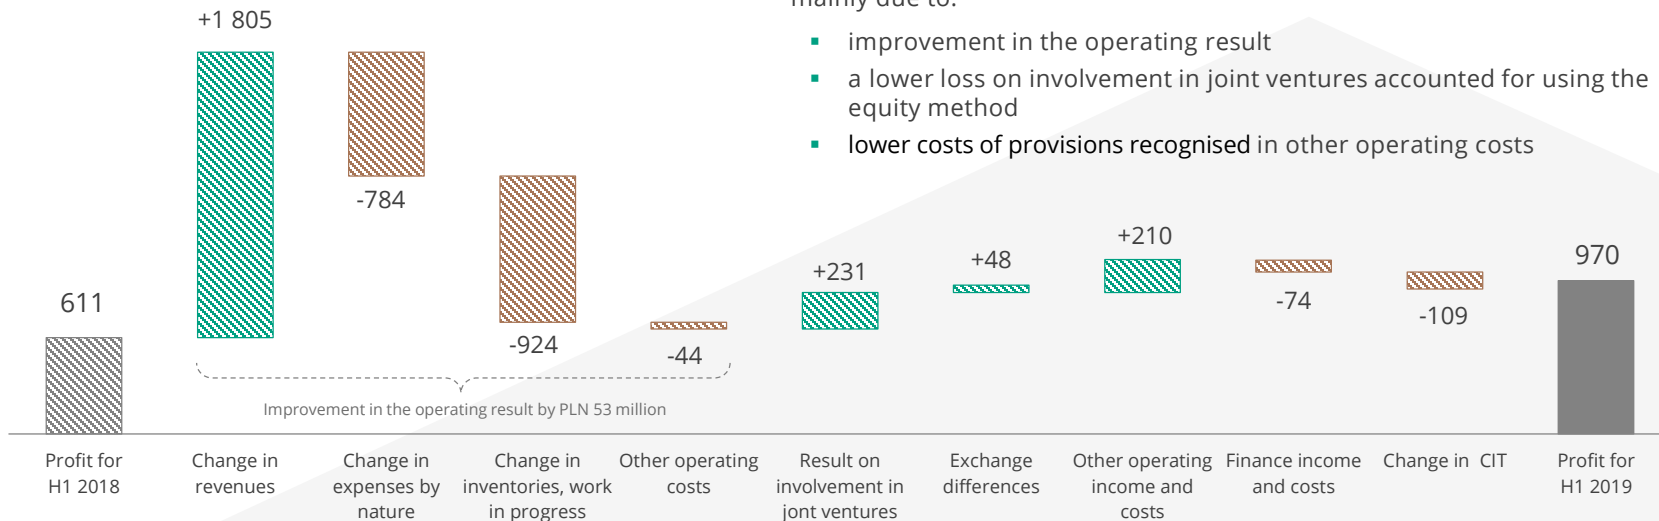 mainly due to:
▪ improvement in the operating result
▪ a lower loss on involvement in joint ventures accounted for using the
equity method
▪ lower costs of provisions recognised in other operating costs
+1 805
-784
-924
-44
+231
+48
+210
-74
-109
611
970
Improvement in the operating result by PLN 53 million
Profit for
H1 2018
Change in
revenues
Change in
expenses by
nature
Change in
inventories, work
in progress
Other operating
costs
Result on
involvement in
jont ventures
Exchange
differences
Other operating
income and
costs
Finance income
and costs
Change in CIT
Profit for
H1 2019